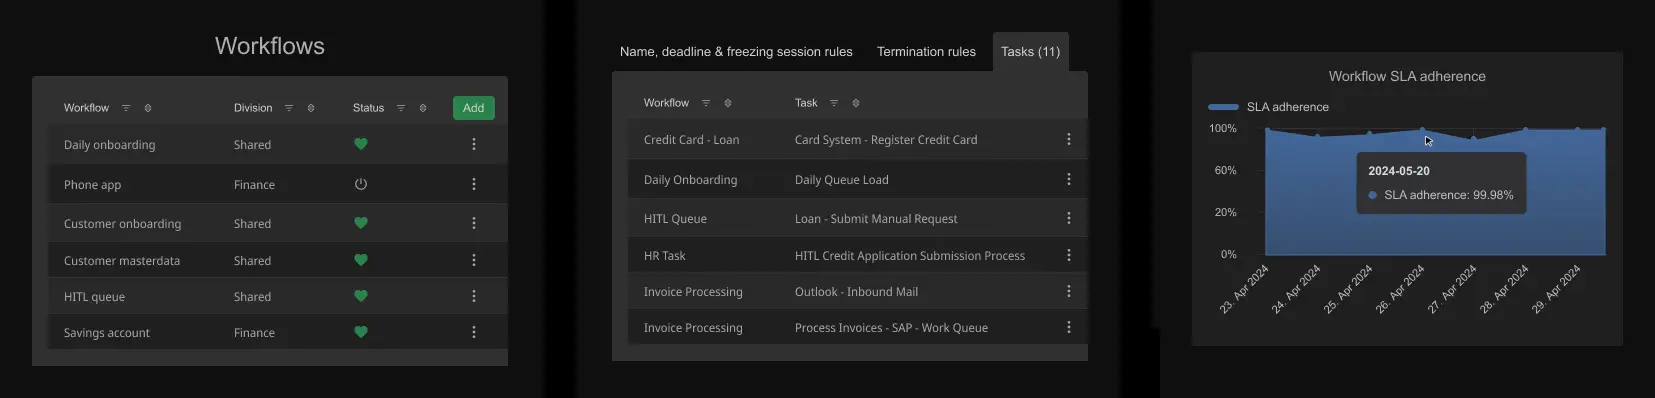 Workflows
Workflow Division Status Add
Daily onboarding Shared
Phone app Finance
Customer onboarding Shared
Customer masterdata Shared
HITL queue Shared
Savings account Finance
Name, deadline & freezing session rules Termination rules Tasks (11)
Workflow Task
Credit Card - Loan Card System - Register Credit Card
Daily Onboarding Daily Queue Load
HITL Queue Loan - Submit Manual Request
HR Task HITL Credit Application Submission Process
Invoice Processing Outlook - Inbound Mail
Invoice Processing Process Invoices - SAP - Work Queue
Workflow SLA adherence
SLA adherence
100%
60%
20%
0%
2024-05-20
SLA adherence: 99.98%
23. Apr 2024
24. Apr 2024
25. Apr 2024
26. Apr 2024
27. Apr 2024
28. Apr 2024
29. Apr 2024